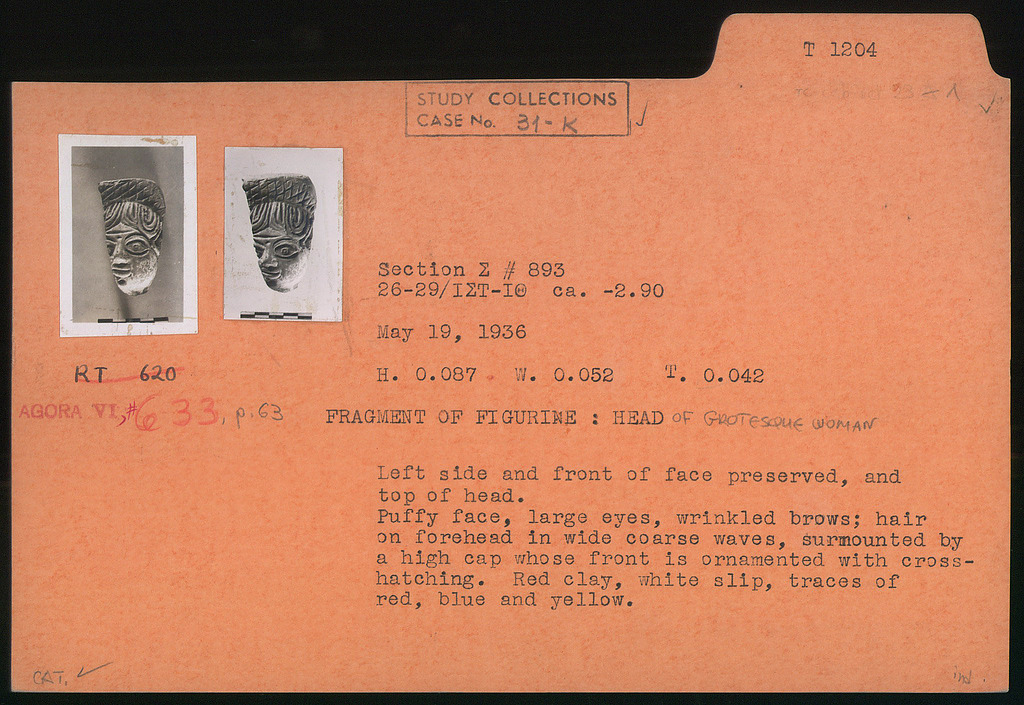 T 1204
STUDY COLLECTIONS
CASE No. 31-K
Section Σ # 893
26-29/ΙΣΤ-ΙΘ ca. -2.90
May 19, 1936
H. 0.087 W. 0.052 T. 0.042
RT 620
AGORA VI, #633, p.63
FRAGMENT OF FIGURINE : HEAD OF GROTESQUE WOMAN
Left side and front of face preserved, and
top of head.
Puffy face, large eyes, wrinkled brows; hair
on forehead in wide coarse waves, surmounted by
a high cap whose front is ornamented with cross-
hatching. Red clay, white slip, traces of
red, blue and yellow.
CAT.